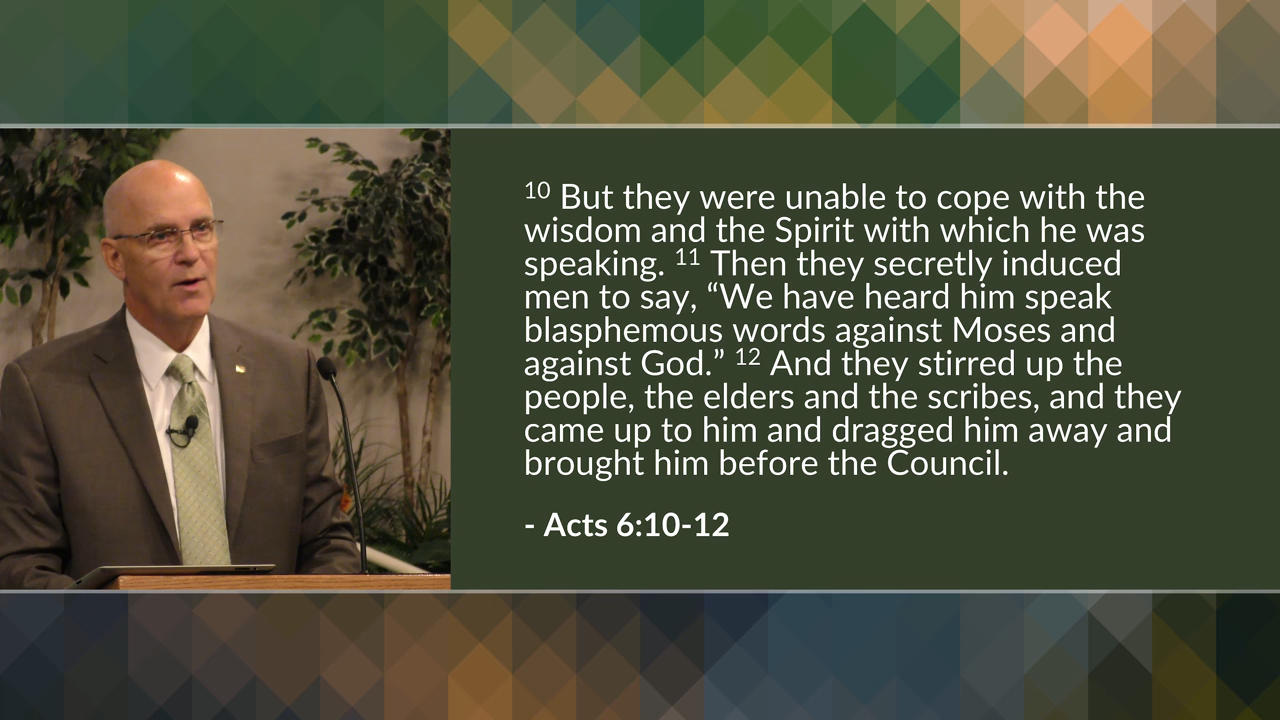 10 But they were unable to cope with the
wisdom and the Spirit with which he was
speaking. 11 Then they secretly induced
men to say, “We have heard him speak
blasphemous words against Moses and
against God.” 12 And they stirred up the
people, the elders and the scribes, and they
came up to him and dragged him away and
brought him before the Council.
- Acts 6:10-12